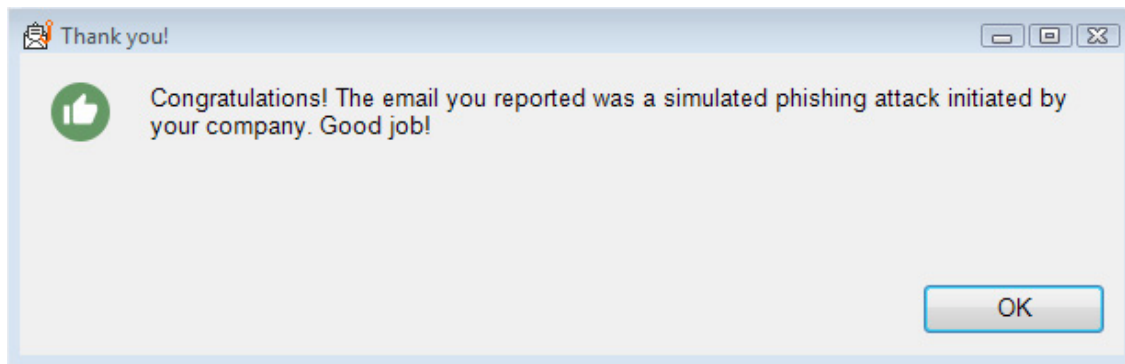 Thank you!
Congratulations! The email you reported was a simulated phishing attack initiated by
your company. Good job!
OK